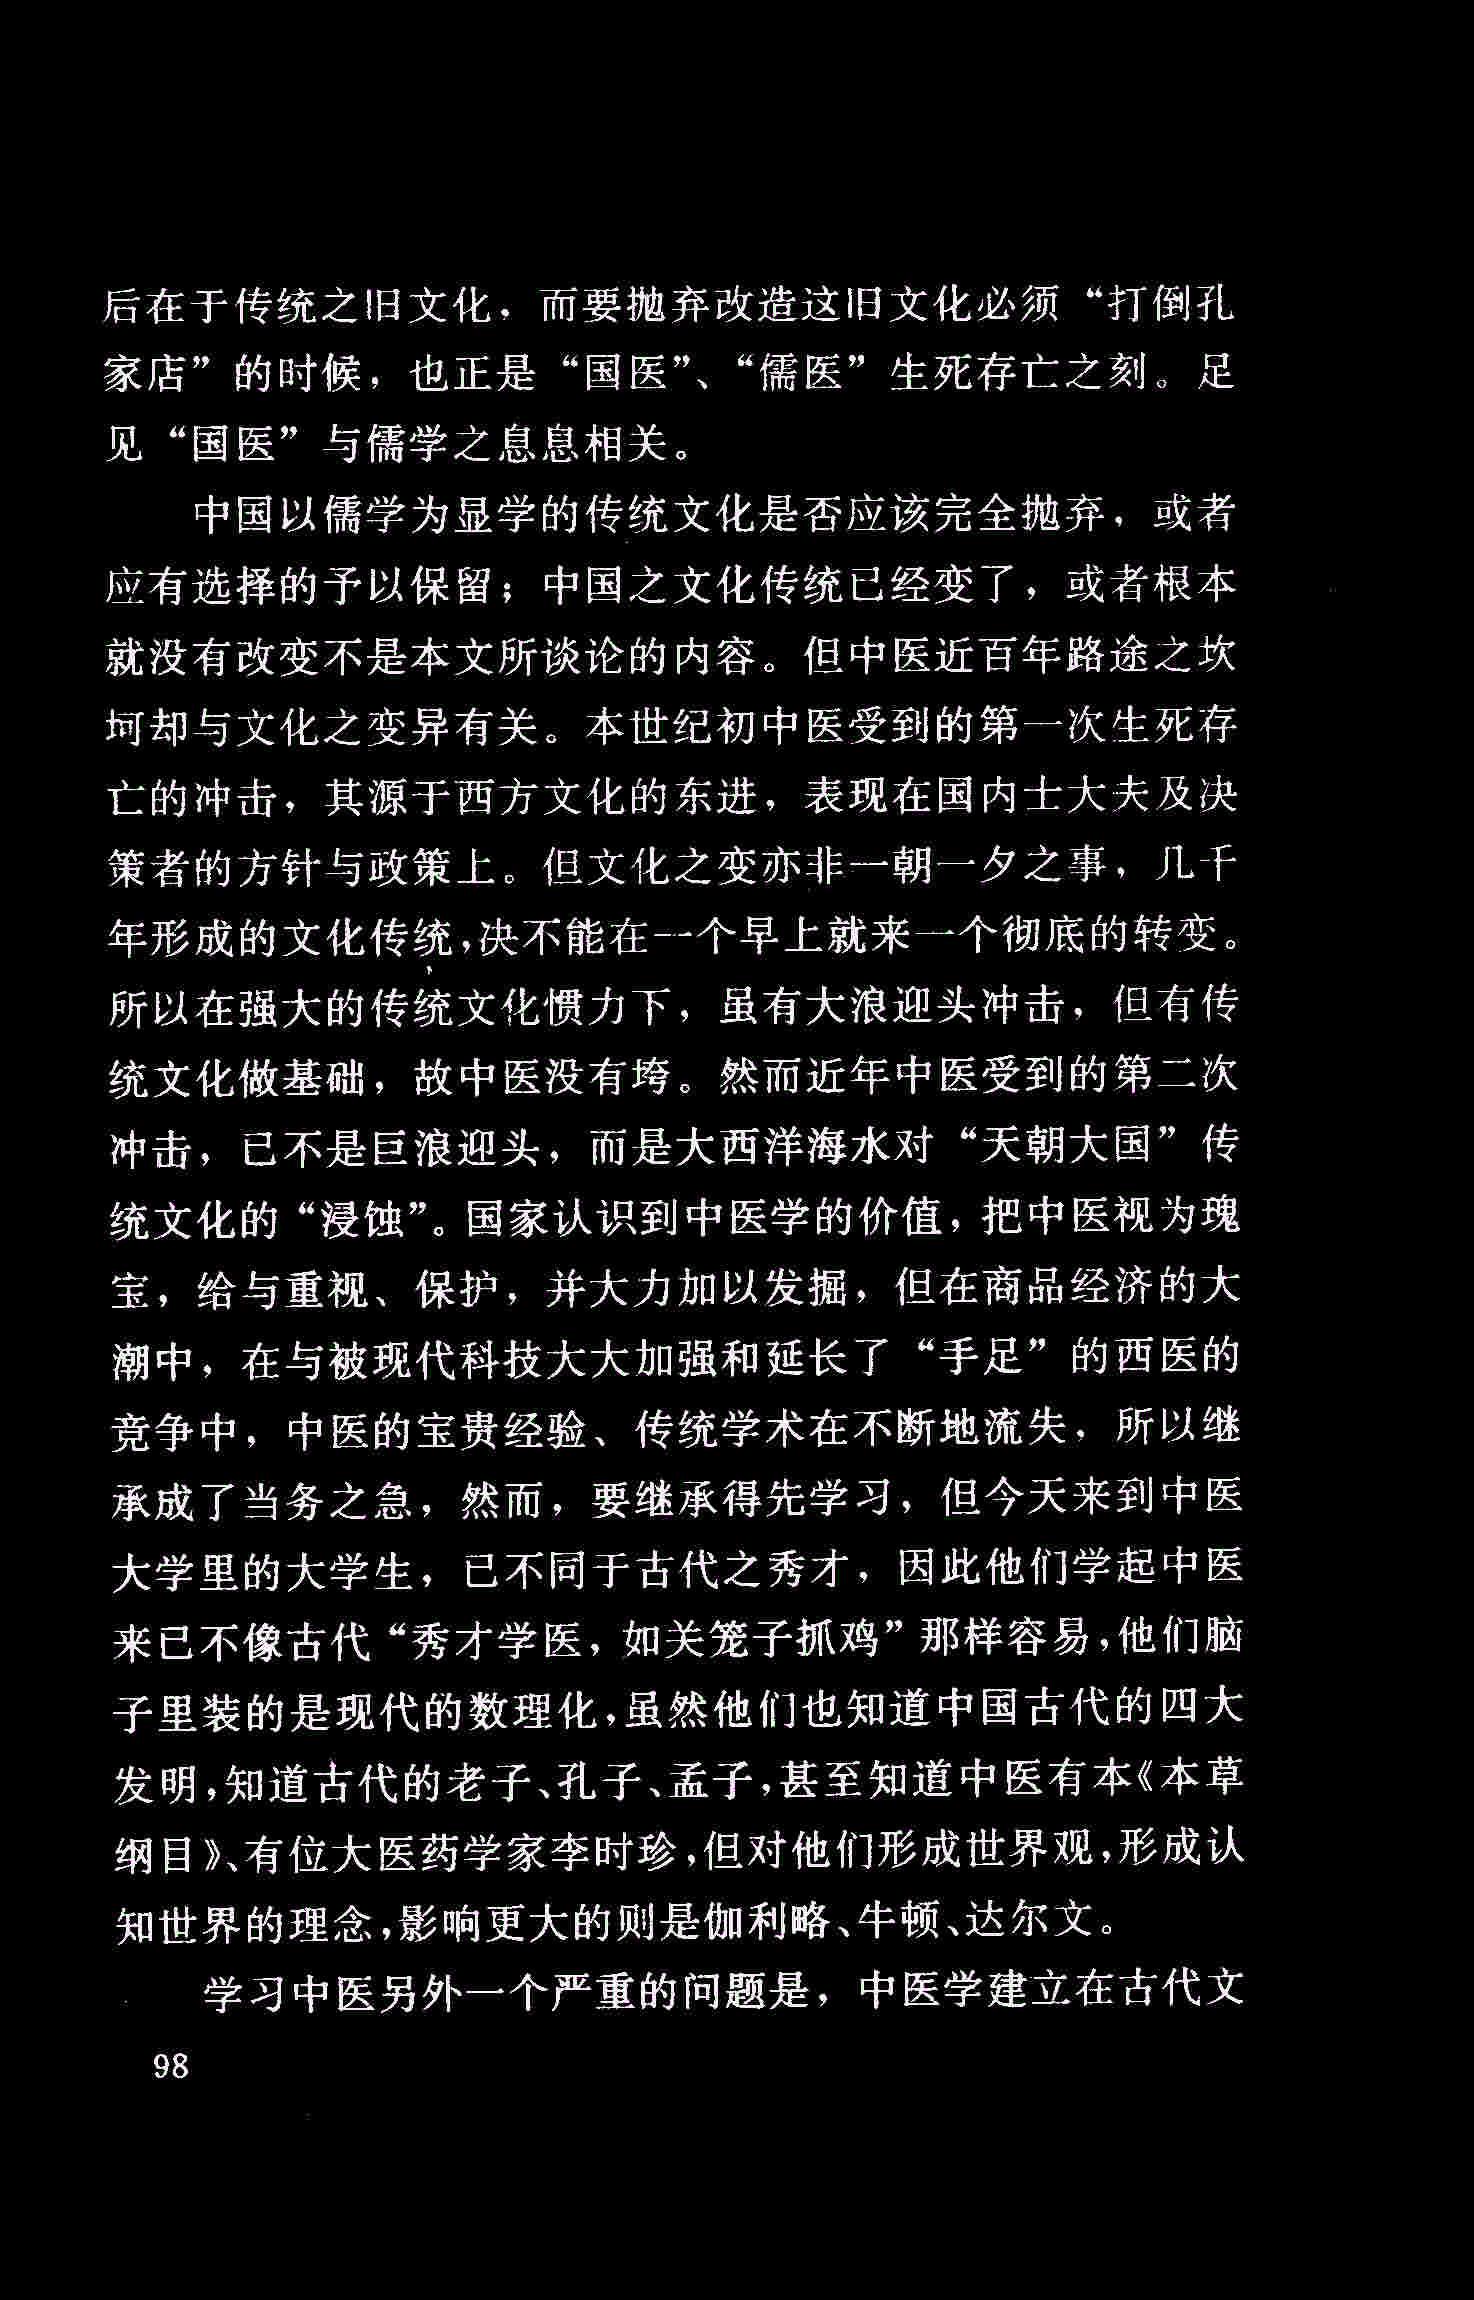 后在于传统之旧文化，而要抛弃改造这旧文化必须“打倒孔
家店”的时候，也正是“国医”、“儒医”生死存亡之刻。足
见“国医”与儒学之息息相关。
中国以儒学为显学的传统文化是否应该完全抛弃，或者
应有选择的予以保留；中国之文化传统已经变了，或者根本
就没有改变不是本文所谈论的内容。但中医近百年路途之坎
坷却与文化之变异有关。本世纪初中医受到的第一次生死存
亡的冲击，其源于西方文化的东进，表现在国内士大夫及决
策者的方针与政策上。但文化之变亦非一朝一夕之事，几千
年形成的文化传统，决不能在一个早上就来一个彻底的转变。
所以在强大的传统文化惯力下，虽有大浪迎头冲击，但有传
统文化做基础，故中医没有垮。然而近年中医受到的第二次
冲击，已不是巨浪迎头，而是大西洋海水对“天朝大国”传
统文化的“浸蚀”。国家认识到中医学的价值，把中医视为瑰
宝，给与重视、保护，并大力加以发掘，但在商品经济的大
潮中，在与被现代科技大大加强和延长了“手足”的西医的
竞争中，中医的宝贵经验、传统学术在不断地流失，所以继
承成了当务之急，然而，要继承得先学习，但今天来到中医
大学里的大学生，已不同于古代之秀才，因此他们学起中医
来已不像古代“秀才学医，如关笼子抓鸡”那样容易，他们脑
子里装的是现代的数理化，虽然他们也知道中国古代的四大
发明，知道古代的老子、孔子、孟子，甚至知道中医有本《本草
纲目》、有位大医药学家李时珍，但对他们形成世界观，形成认
知世界的理念，影响更大的则是伽利略、牛顿、达尔文。
学习中医另外一个严重的问题是，中医学建立在古代文
98